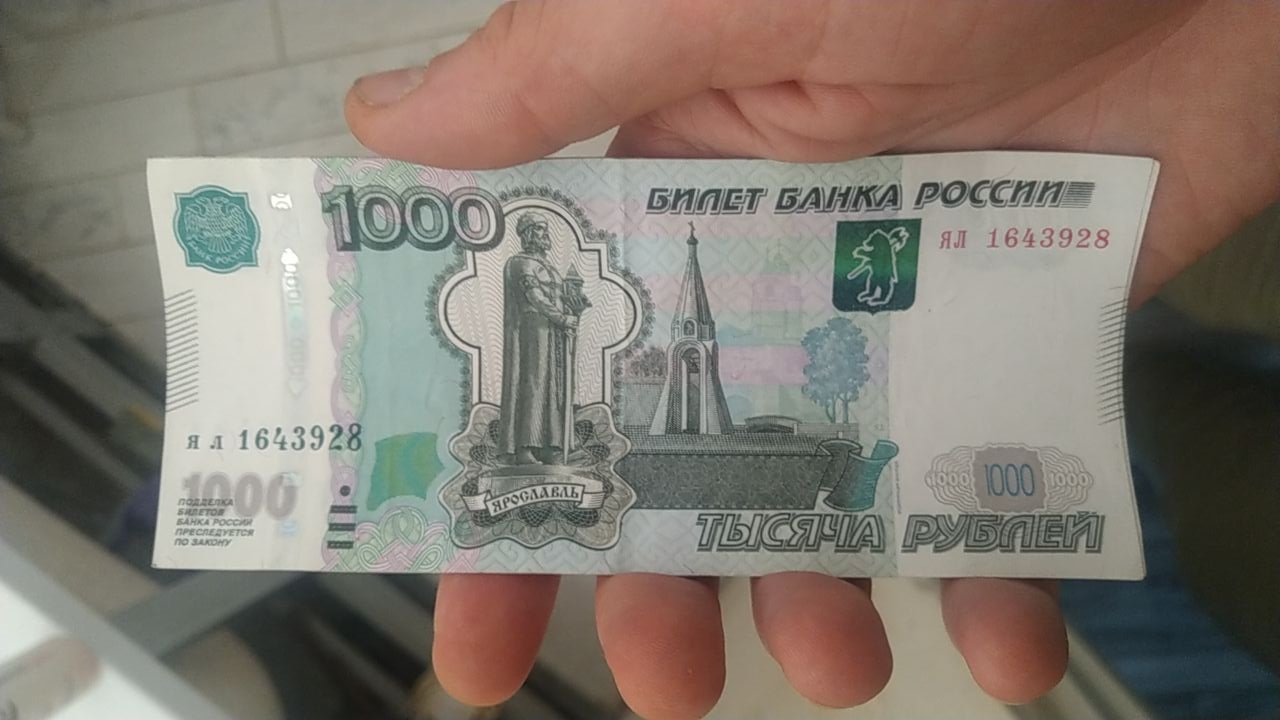 БАНК РОССИИ
1000
БИЛЕТ БАНКА РОССИИ
ЯЛ 1643928
ял 1643928
1000
ПОДДЕЛКА
БИЛЕТОВ
БАНКА РОССИИ
ПРЕСЛЕДУЕТСЯ
ПО ЗАКОНУ
ЯРОСЛАВЛЬ
1000 1000 1000
ТЫСЯЧА РУБЛЕЙ